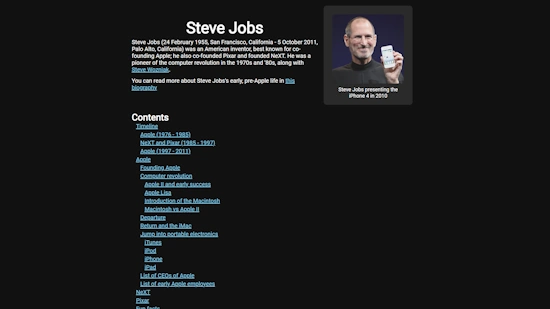 Steve Jobs
Steve Jobs (24 February 1955, San Francisco, California - 5 October 2011,
Palo Alto, California) was an American inventor, best known for co-
founding Apple; he also co-founded Pixar and founded NeXT. He was a
pioneer of the computer revolution in the 1970s and '80s, along with
Steve Wozniak.
You can read more about Steve Jobs's early, pre-Apple life in this
biography
Steve Jobs presenting the
iPhone 4 in 2010
Contents
Timeline
Apple (1976 - 1985)
NeXT and Pixar (1985 - 1997)
Apple (1997 - 2011)
Apple
Founding Apple
Computer revolution
Apple II and early success
Apple Lisa
Introduction of the Macintosh
Macintosh vs Apple II
Departure
Return and the iMac
Jump into portable electronics
iTunes
iPod
iPhone
iPad
List of CEOs of Apple
List of early Apple employees
NeXT
Pixar
Fun facts